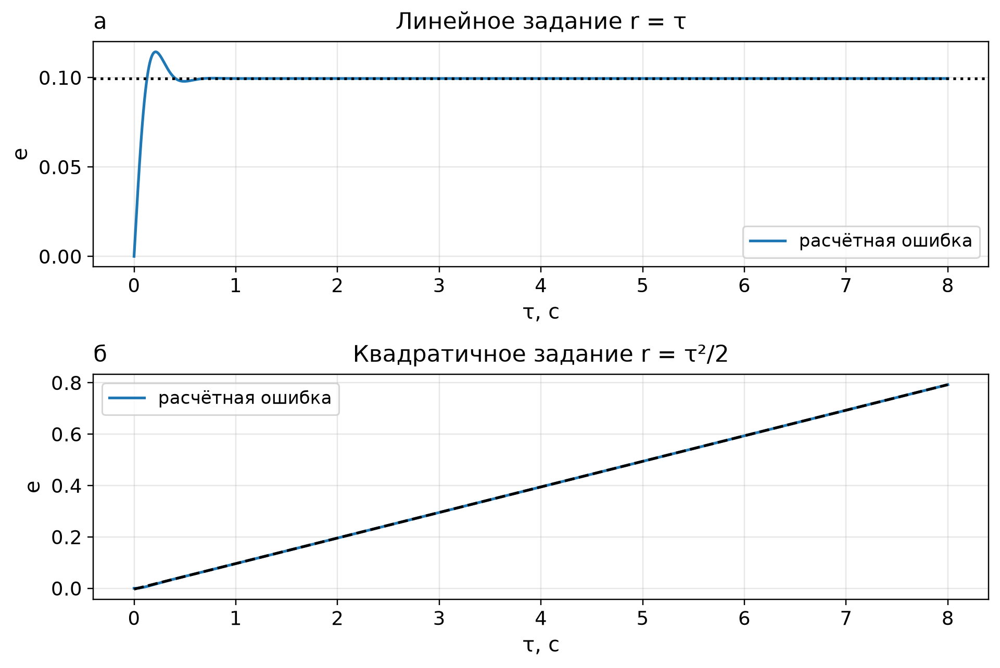 а
Линейное задание r = τ
0.10
0.05
0.00
e
расчётная ошибка
0 1 2 3 4 5 6 7 8
τ, с
б
Квадратичное задание r = τ²/2
0.8
0.6
0.4
0.2
0.0
e
расчётная ошибка
0 1 2 3 4 5 6 7 8
τ, с